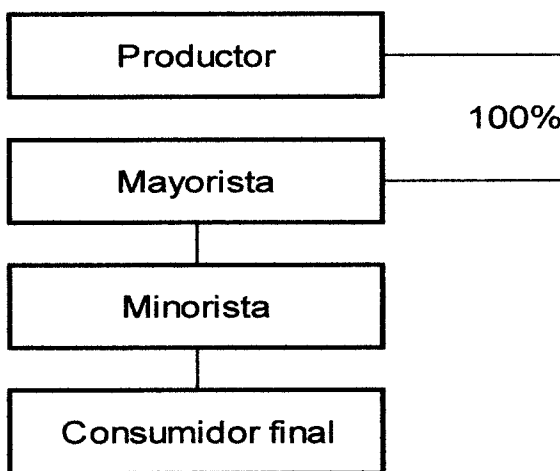 Productor
100%
Mayorista
Minorista
Consumidor final